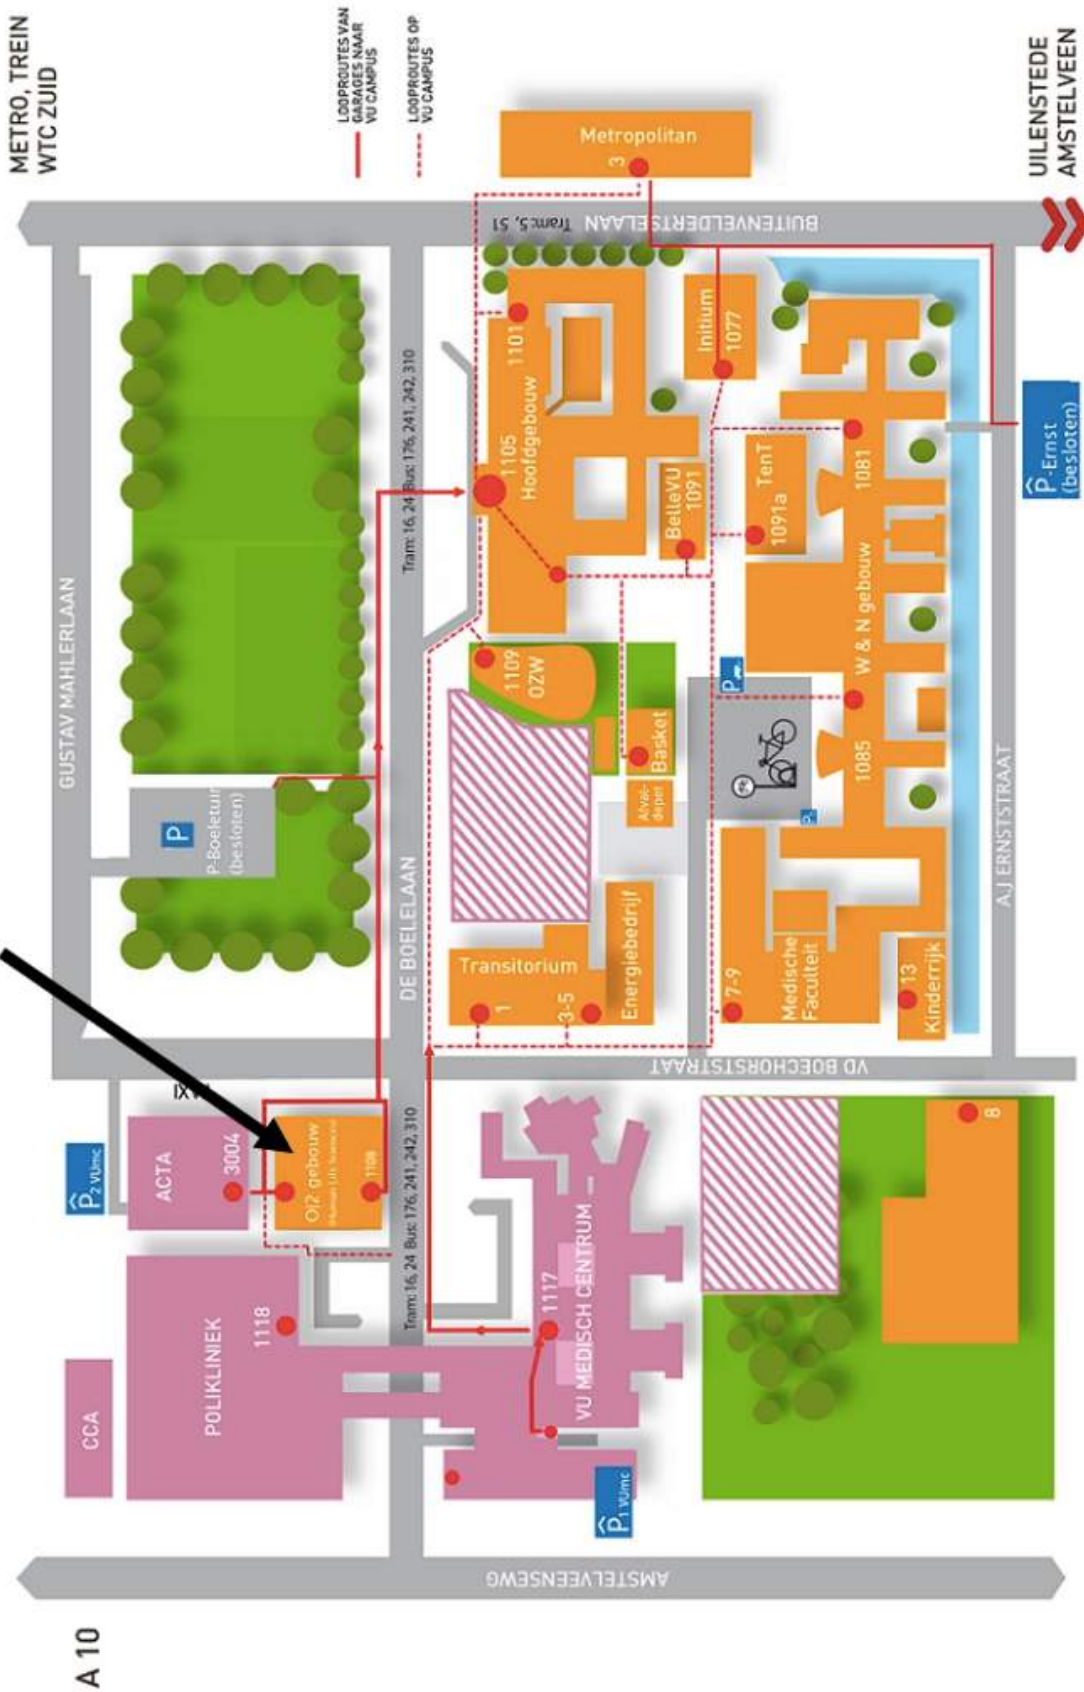 A 10
METRO, TREIN
WTC ZUID
GUSTAV MAHLERLAAN
CCA
P2 VUmc
ACTA
3004
P
P-Boeletuin
(besloten)
POLIKLINIEK
1118
O|2 gebouw
1108
LOOPROUTES VAN
GARAGES NAAR
VU CAMPUS
LOOPROUTES OP
VU CAMPUS
DE BOELELAAN
Tram: 16, 24 Bus: 176, 241, 242, 310
Tram: 16, 24 Bus: 176, 241, 242, 310
Tram: 5, 51
BUITENVELDERTSELAAN
AMSTELVEENSEWG
VD BOECHORSTSTRAAT
1117
VU MEDISCH CENTRUM
P1 VUmc
Transitorium
1
3-5
Energiebedrijf
1109
OZW
Basket
Afval-
depot
1105
Hoofdgebouw
1101
Metropolitan
3
BelleVU
1091
Initium
1077
TenT
1091a
P
P
7-9
Medische
Faculteit
13
Kinderrijk
1085
W & N gebouw
1081
8
A.J ERNSTSTRAAT
P-Ernst
(besloten)
UILENSTEDE
AMSTELVEEN